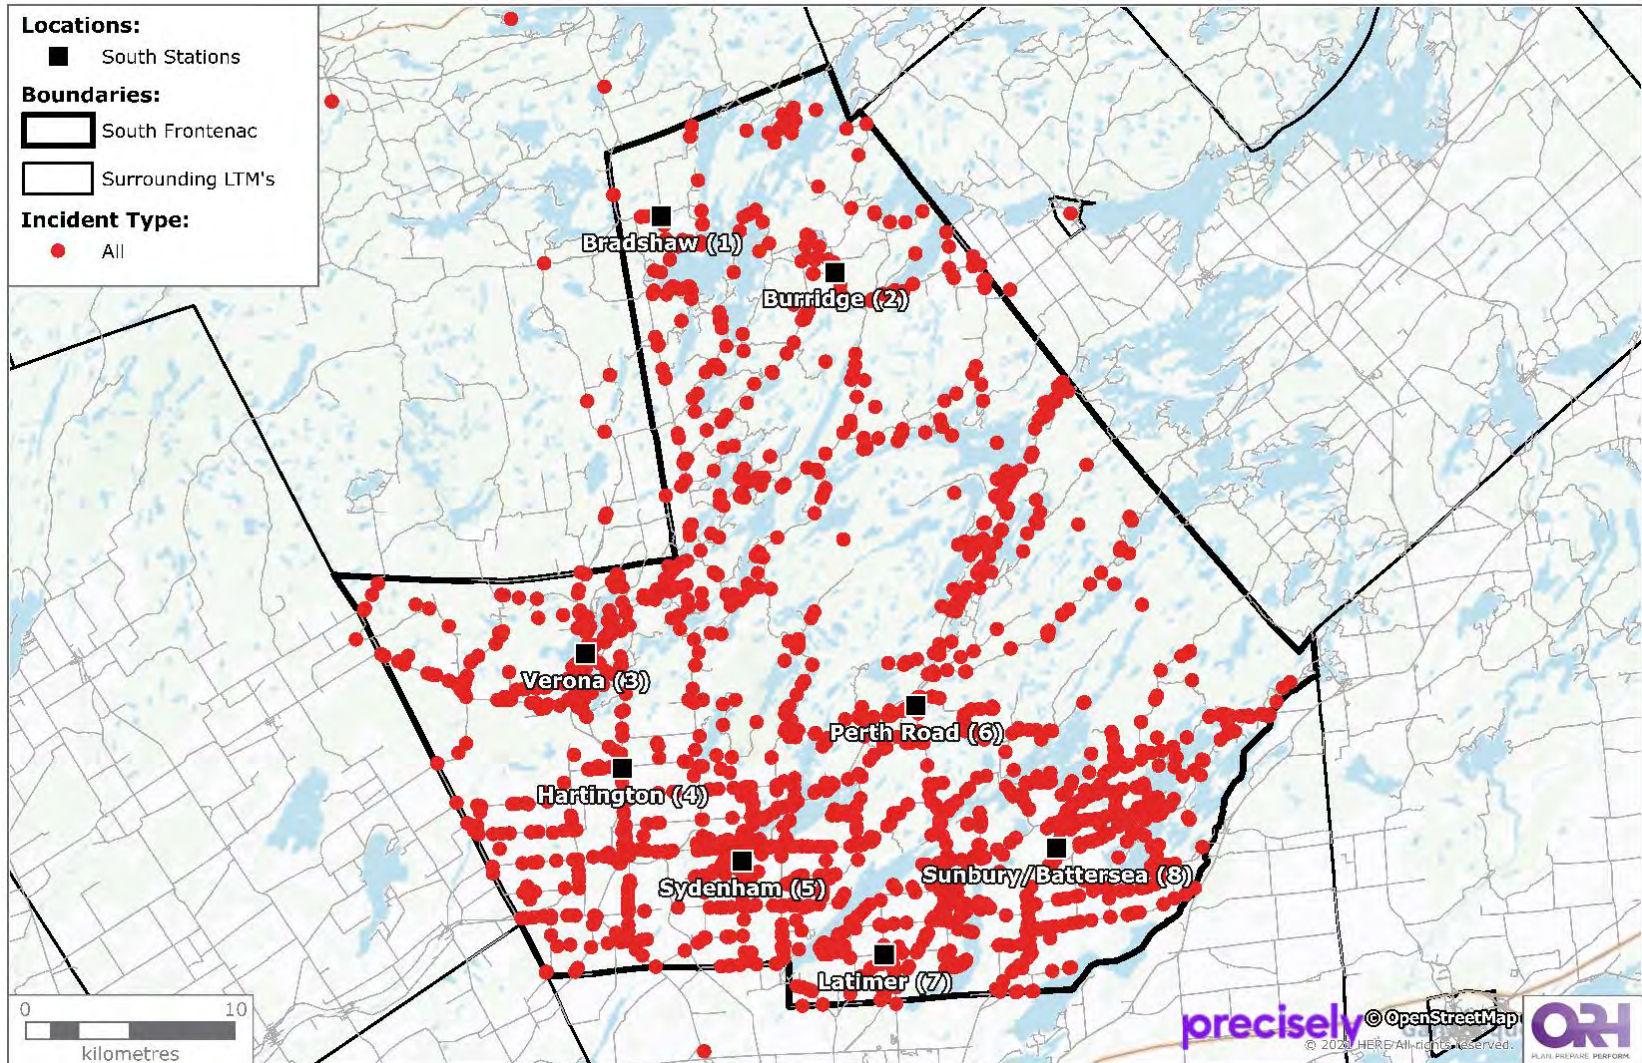 Locations:
South Stations
Boundaries:
South Frontenac
Surrounding LTM's
Incident Type:
All
Bradshaw (1)
Burridge (2)
Verona (3)
Perth Road (6)
Hartington (4)
Sydenham (5)
Sunbury/Battersea (8)
Latimer (7)
0 10
kilometres
precisely
© OpenStreetMap
© 2021 HERE All rights reserved.
ORH
PLAN. PREPARE. PERFORM.